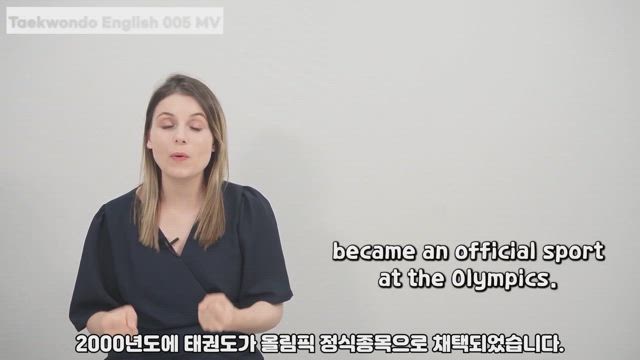 Taekwondo English 005 MV
became an official sport
at the Olympics.
2000년도에 태권도가 올림픽 정식종목으로 채택되었습니다.